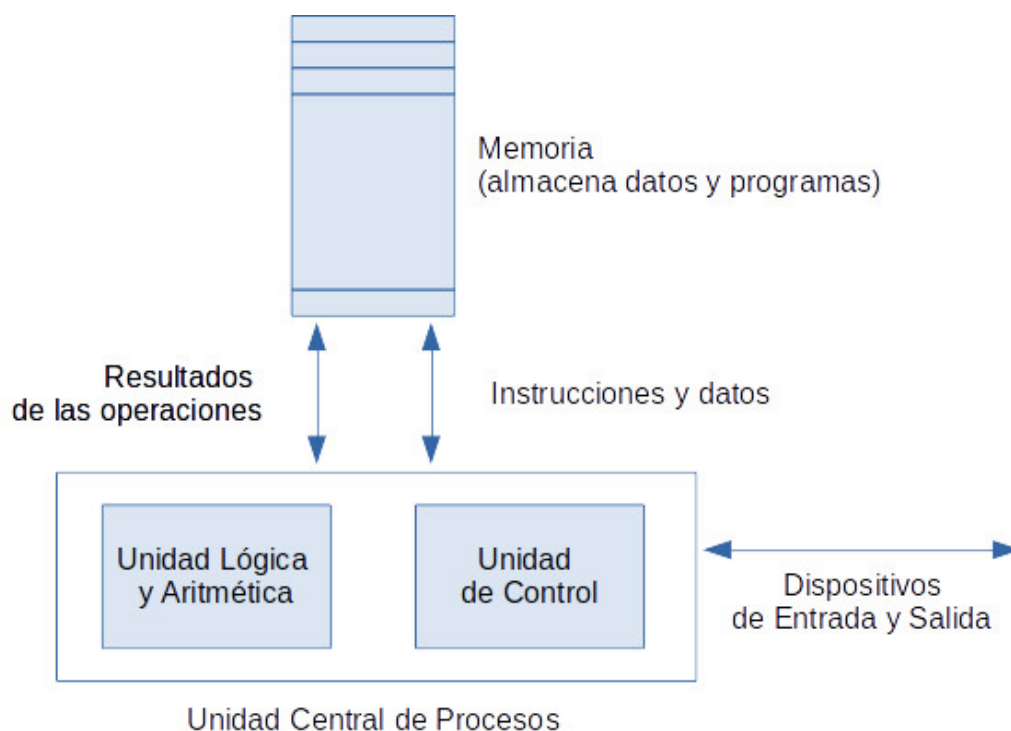 Memoria
(almacena datos y programas)
Resultados
de las operaciones
Instrucciones y datos
Unidad Lógica
y Aritmética
Unidad
de Control
Dispositivos
de Entrada y Salida
Unidad Central de Procesos